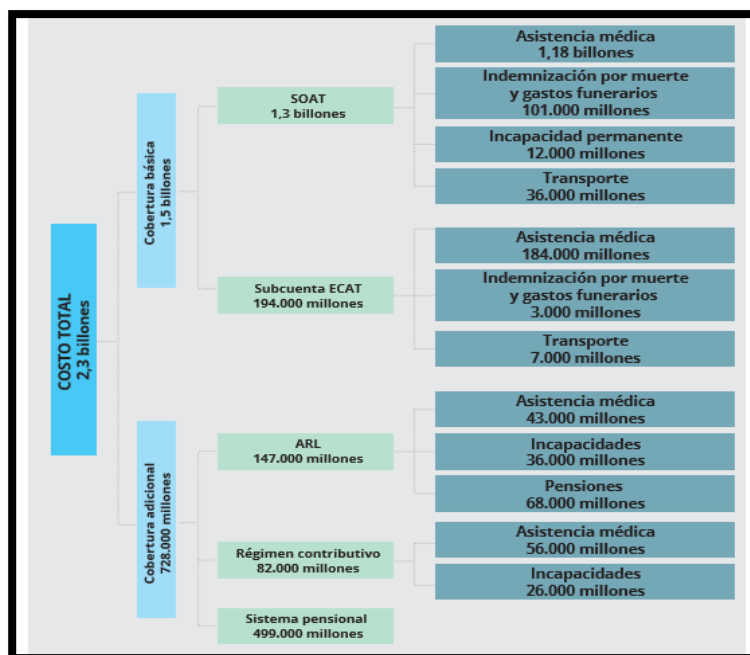 COSTO TOTAL
2,3 billones
Cobertura básica
1,5 billones
SOAT
1,3 billones
Asistencia médica
1,18 billones
Indemnización por muerte
y gastos funerarios
101.000 millones
Incapacidad permanente
12.000 millones
Transporte
36.000 millones
Subcuenta ECAT
194.000 millones
Asistencia médica
184.000 millones
Indemnización por muerte
y gastos funerarios
3.000 millones
Transporte
7.000 millones
Cobertura adicional
728.000 millones
ARL
147.000 millones
Asistencia médica
43.000 millones
Incapacidades
36.000 millones
Pensiones
68.000 millones
Régimen contributivo
82.000 millones
Asistencia médica
56.000 millones
Incapacidades
26.000 millones
Sistema pensional
499.000 millones